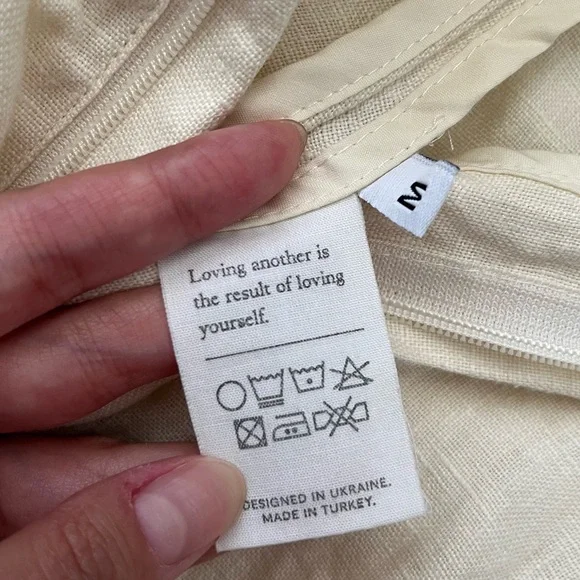 M
Loving another is
the result of loving
yourself.
DESIGNED IN UKRAINE.
MADE IN TURKEY.